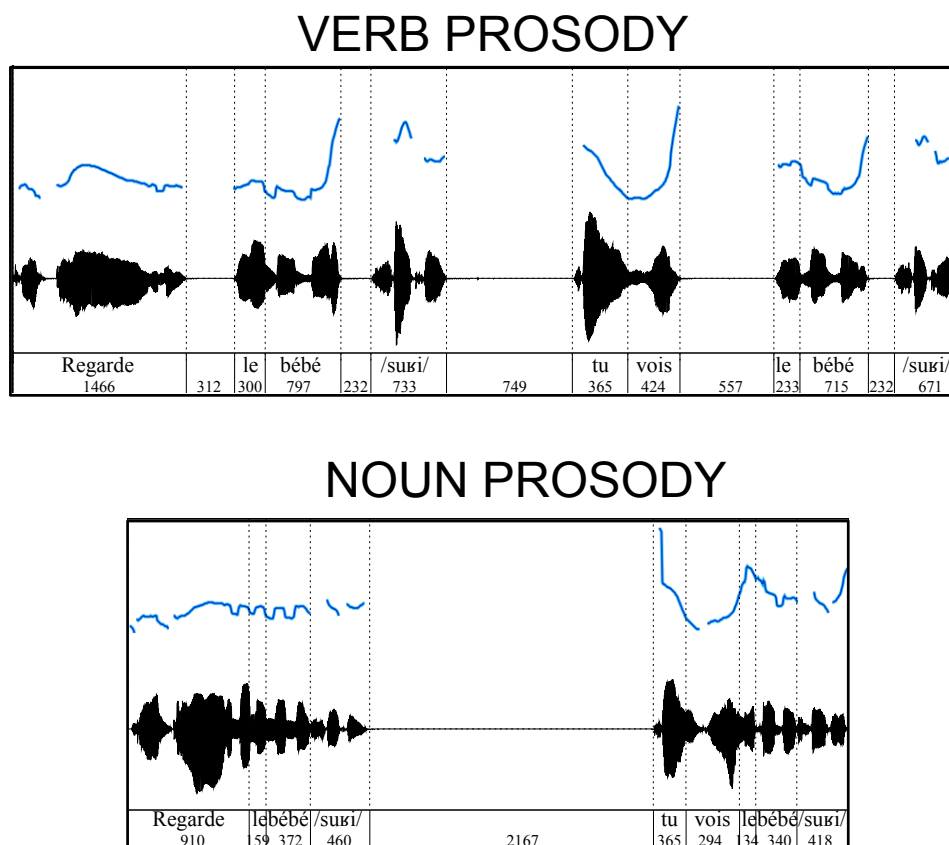 VERB PROSODY
Regarde le bébé /suʁi/ tu vois le bébé /suʁi/
1466 312 300 797 232 733 749 365 424 557 233 715 232 671
NOUN PROSODY
Regarde le bébé /suʁi/ tu vois le bébé /suʁi/
910 159 372 460 2167 365 294 134 340 418